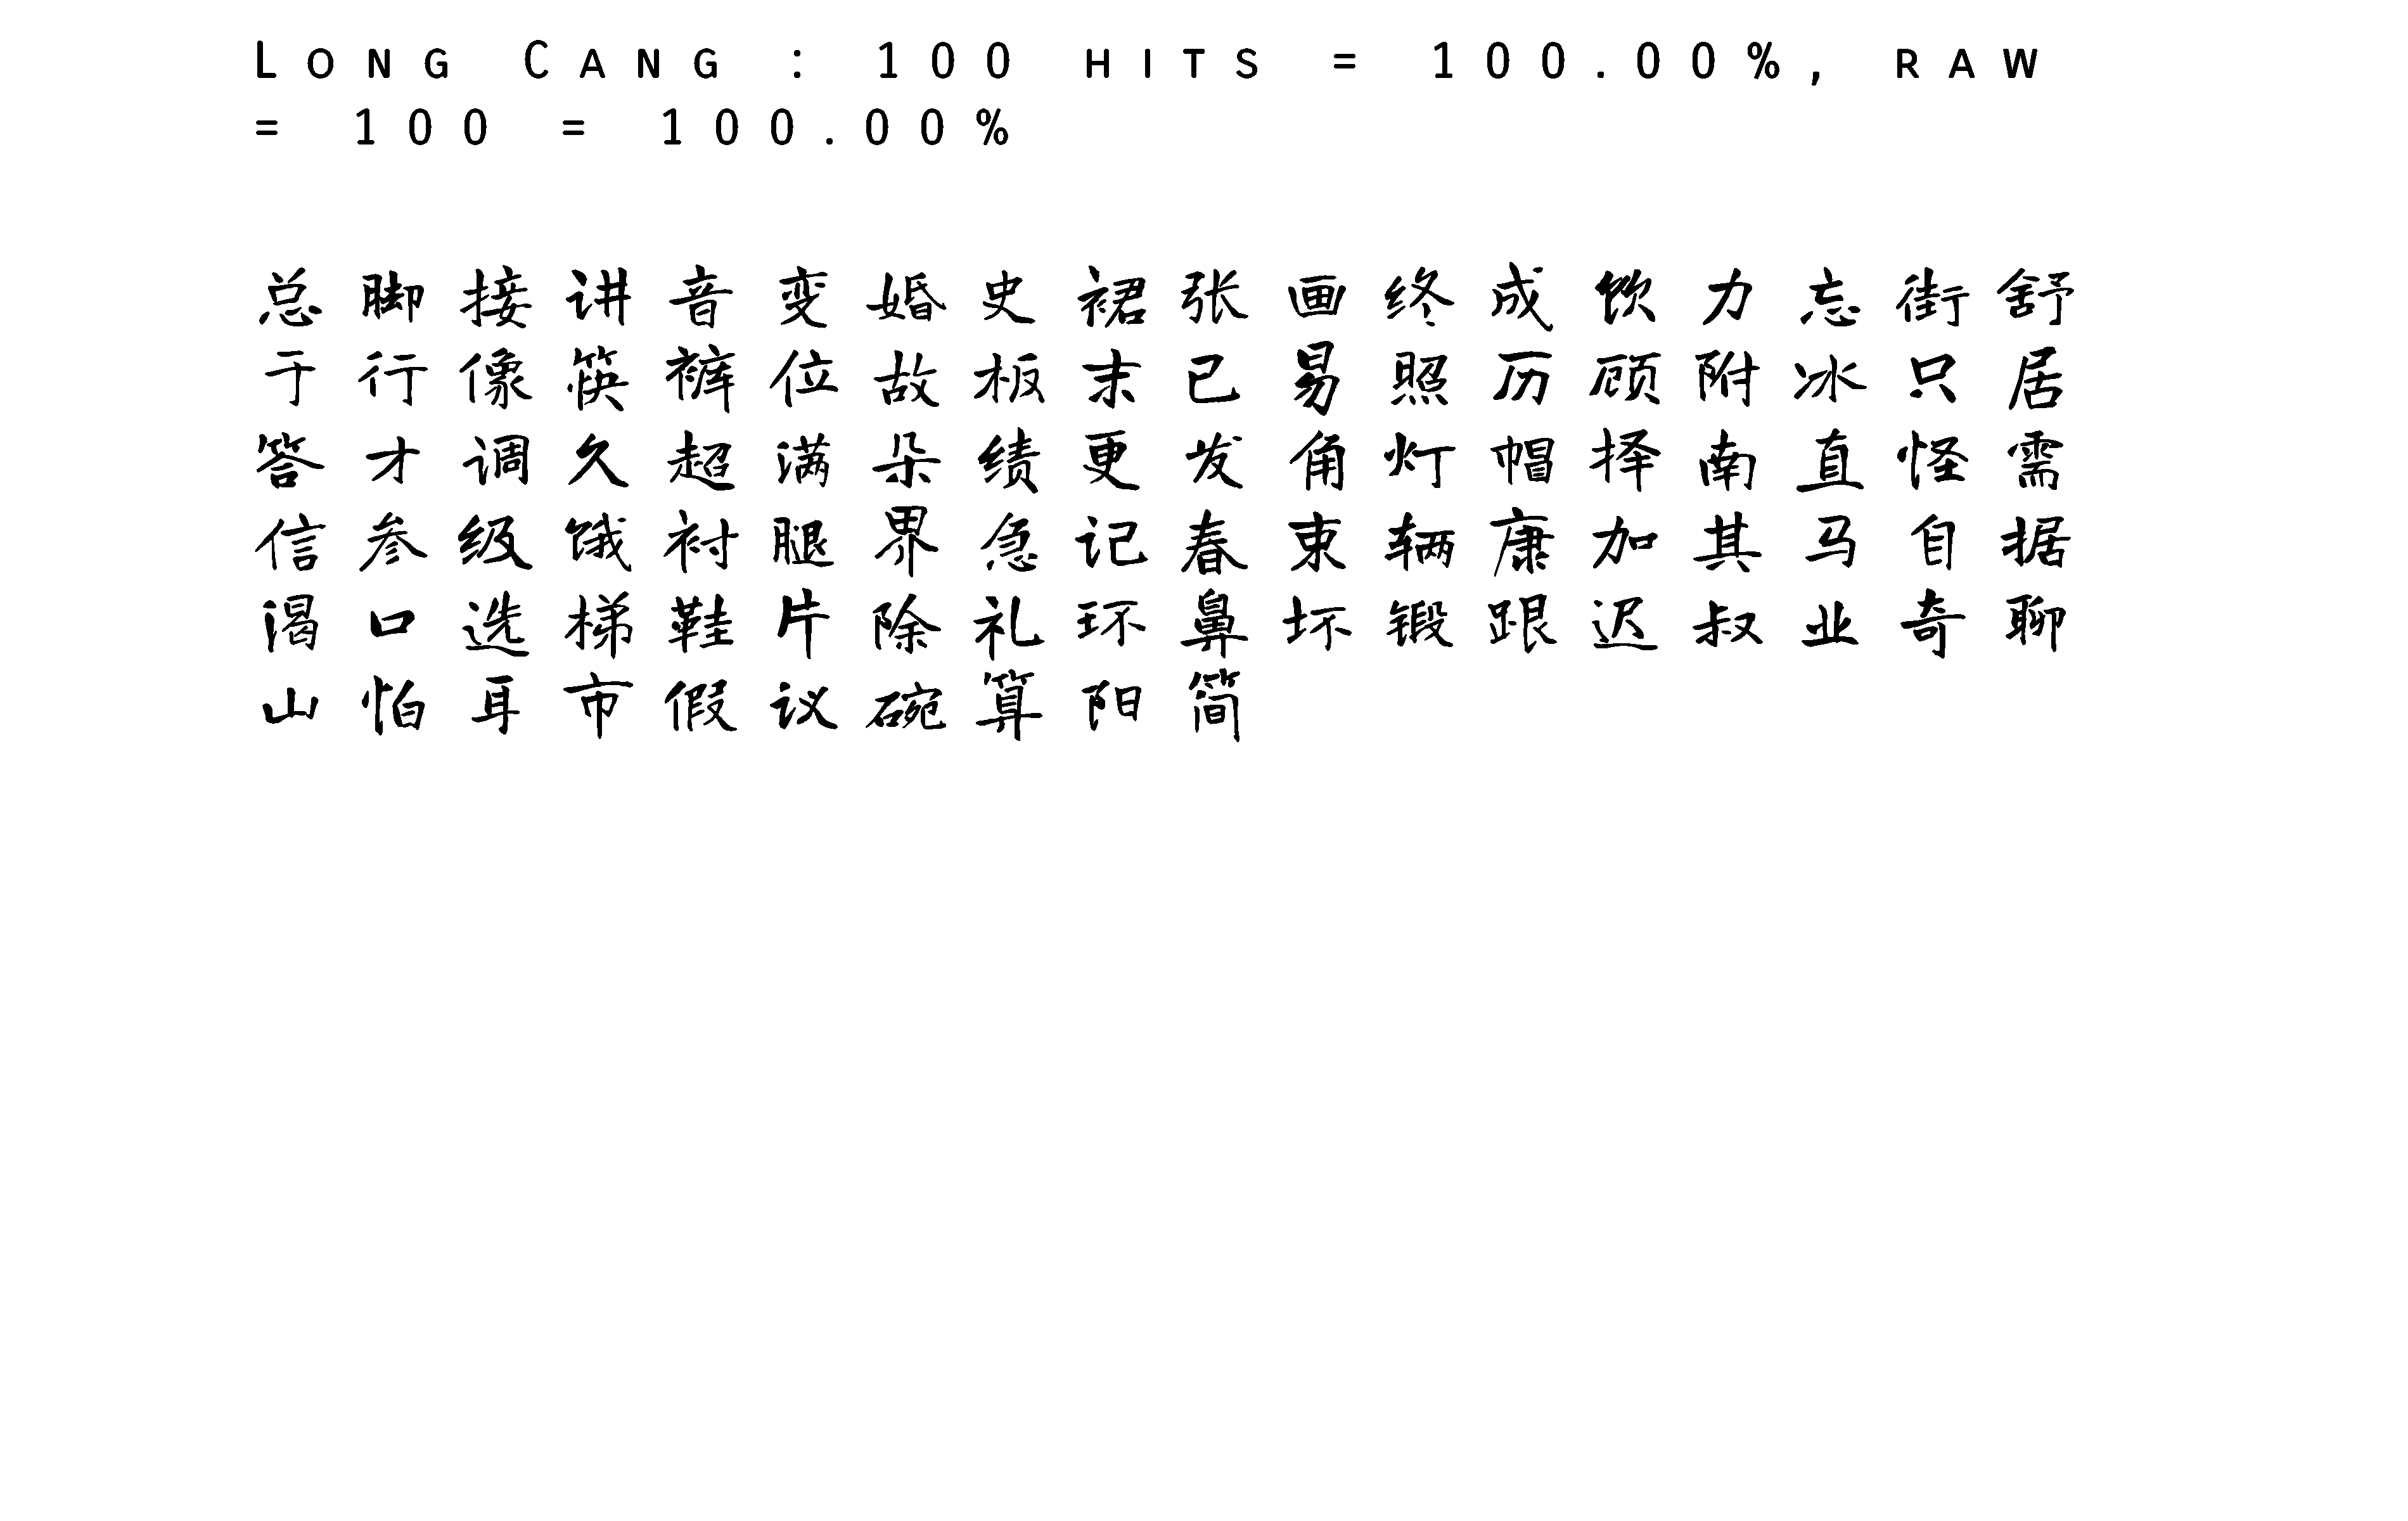 Long Cang : 100 hits = 100.00%, raw
= 100 = 100.00%
总脚接讲音变婚史裙张画终成饮力忘街舒
于行像筷裤位故板末已易照历顾附冰只居
答才调久超满朵绩更发角灯帽择南直怪需
信参级饿衬腿界急记春束辆康加其马自据
渴口选梯鞋片除礼环鼻坏锻跟迟叔业奇聊
山怕耳市假议碗算阳简